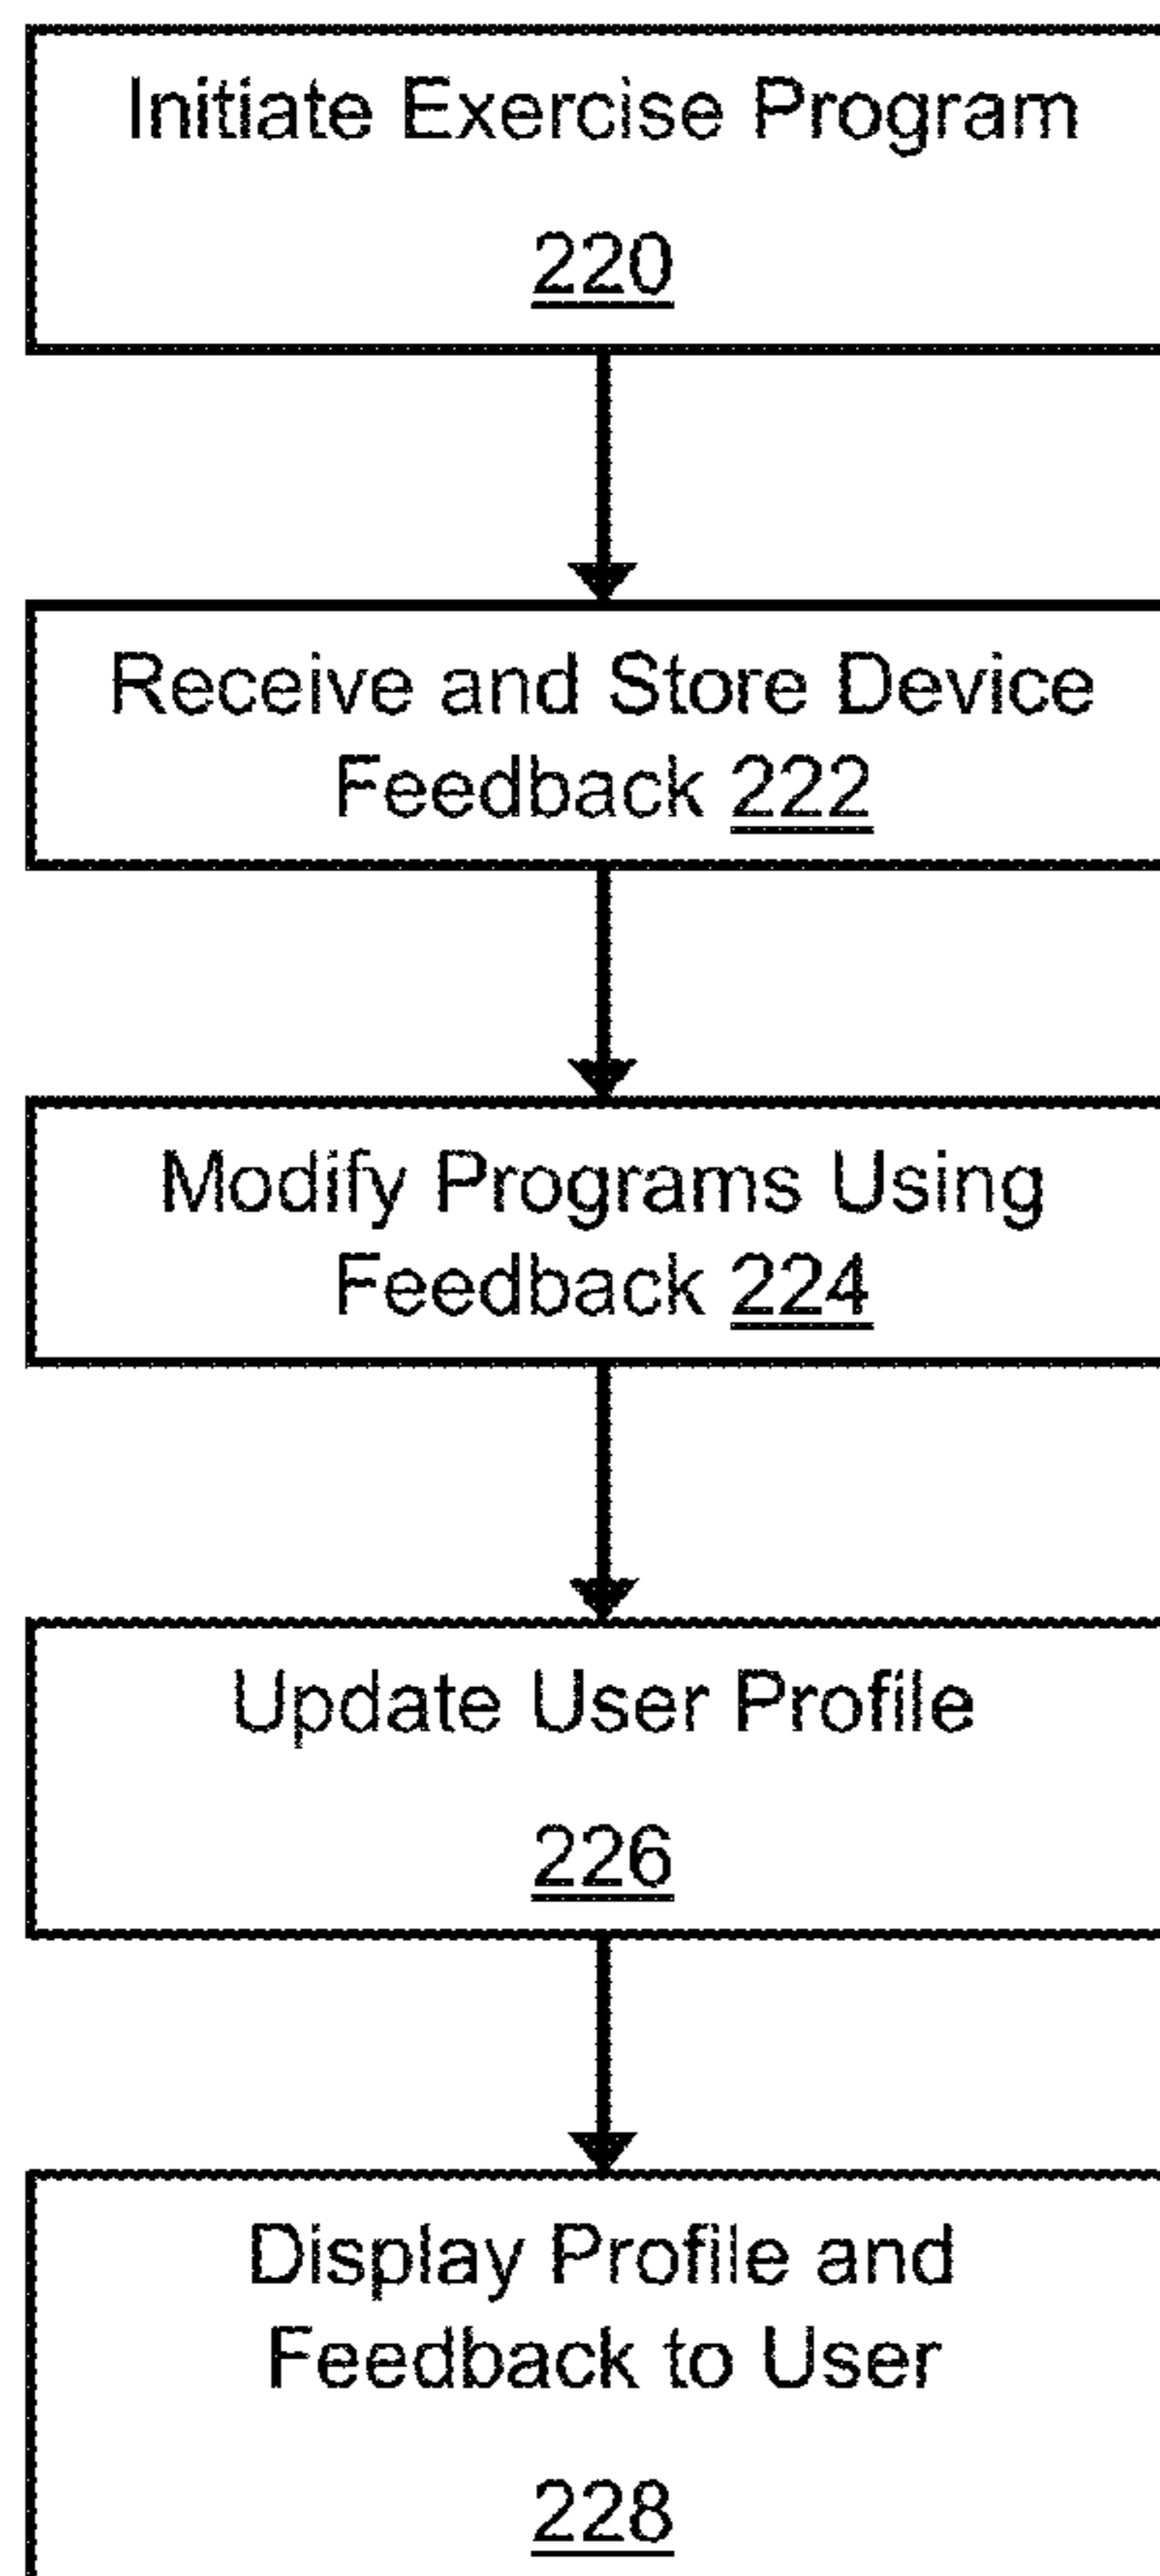 Initiate Exercise Program
220
Receive and Store Device
Feedback 222
Modify Programs Using
Feedback 224
Update User Profile
226
Display Profile and
Feedback to User
228